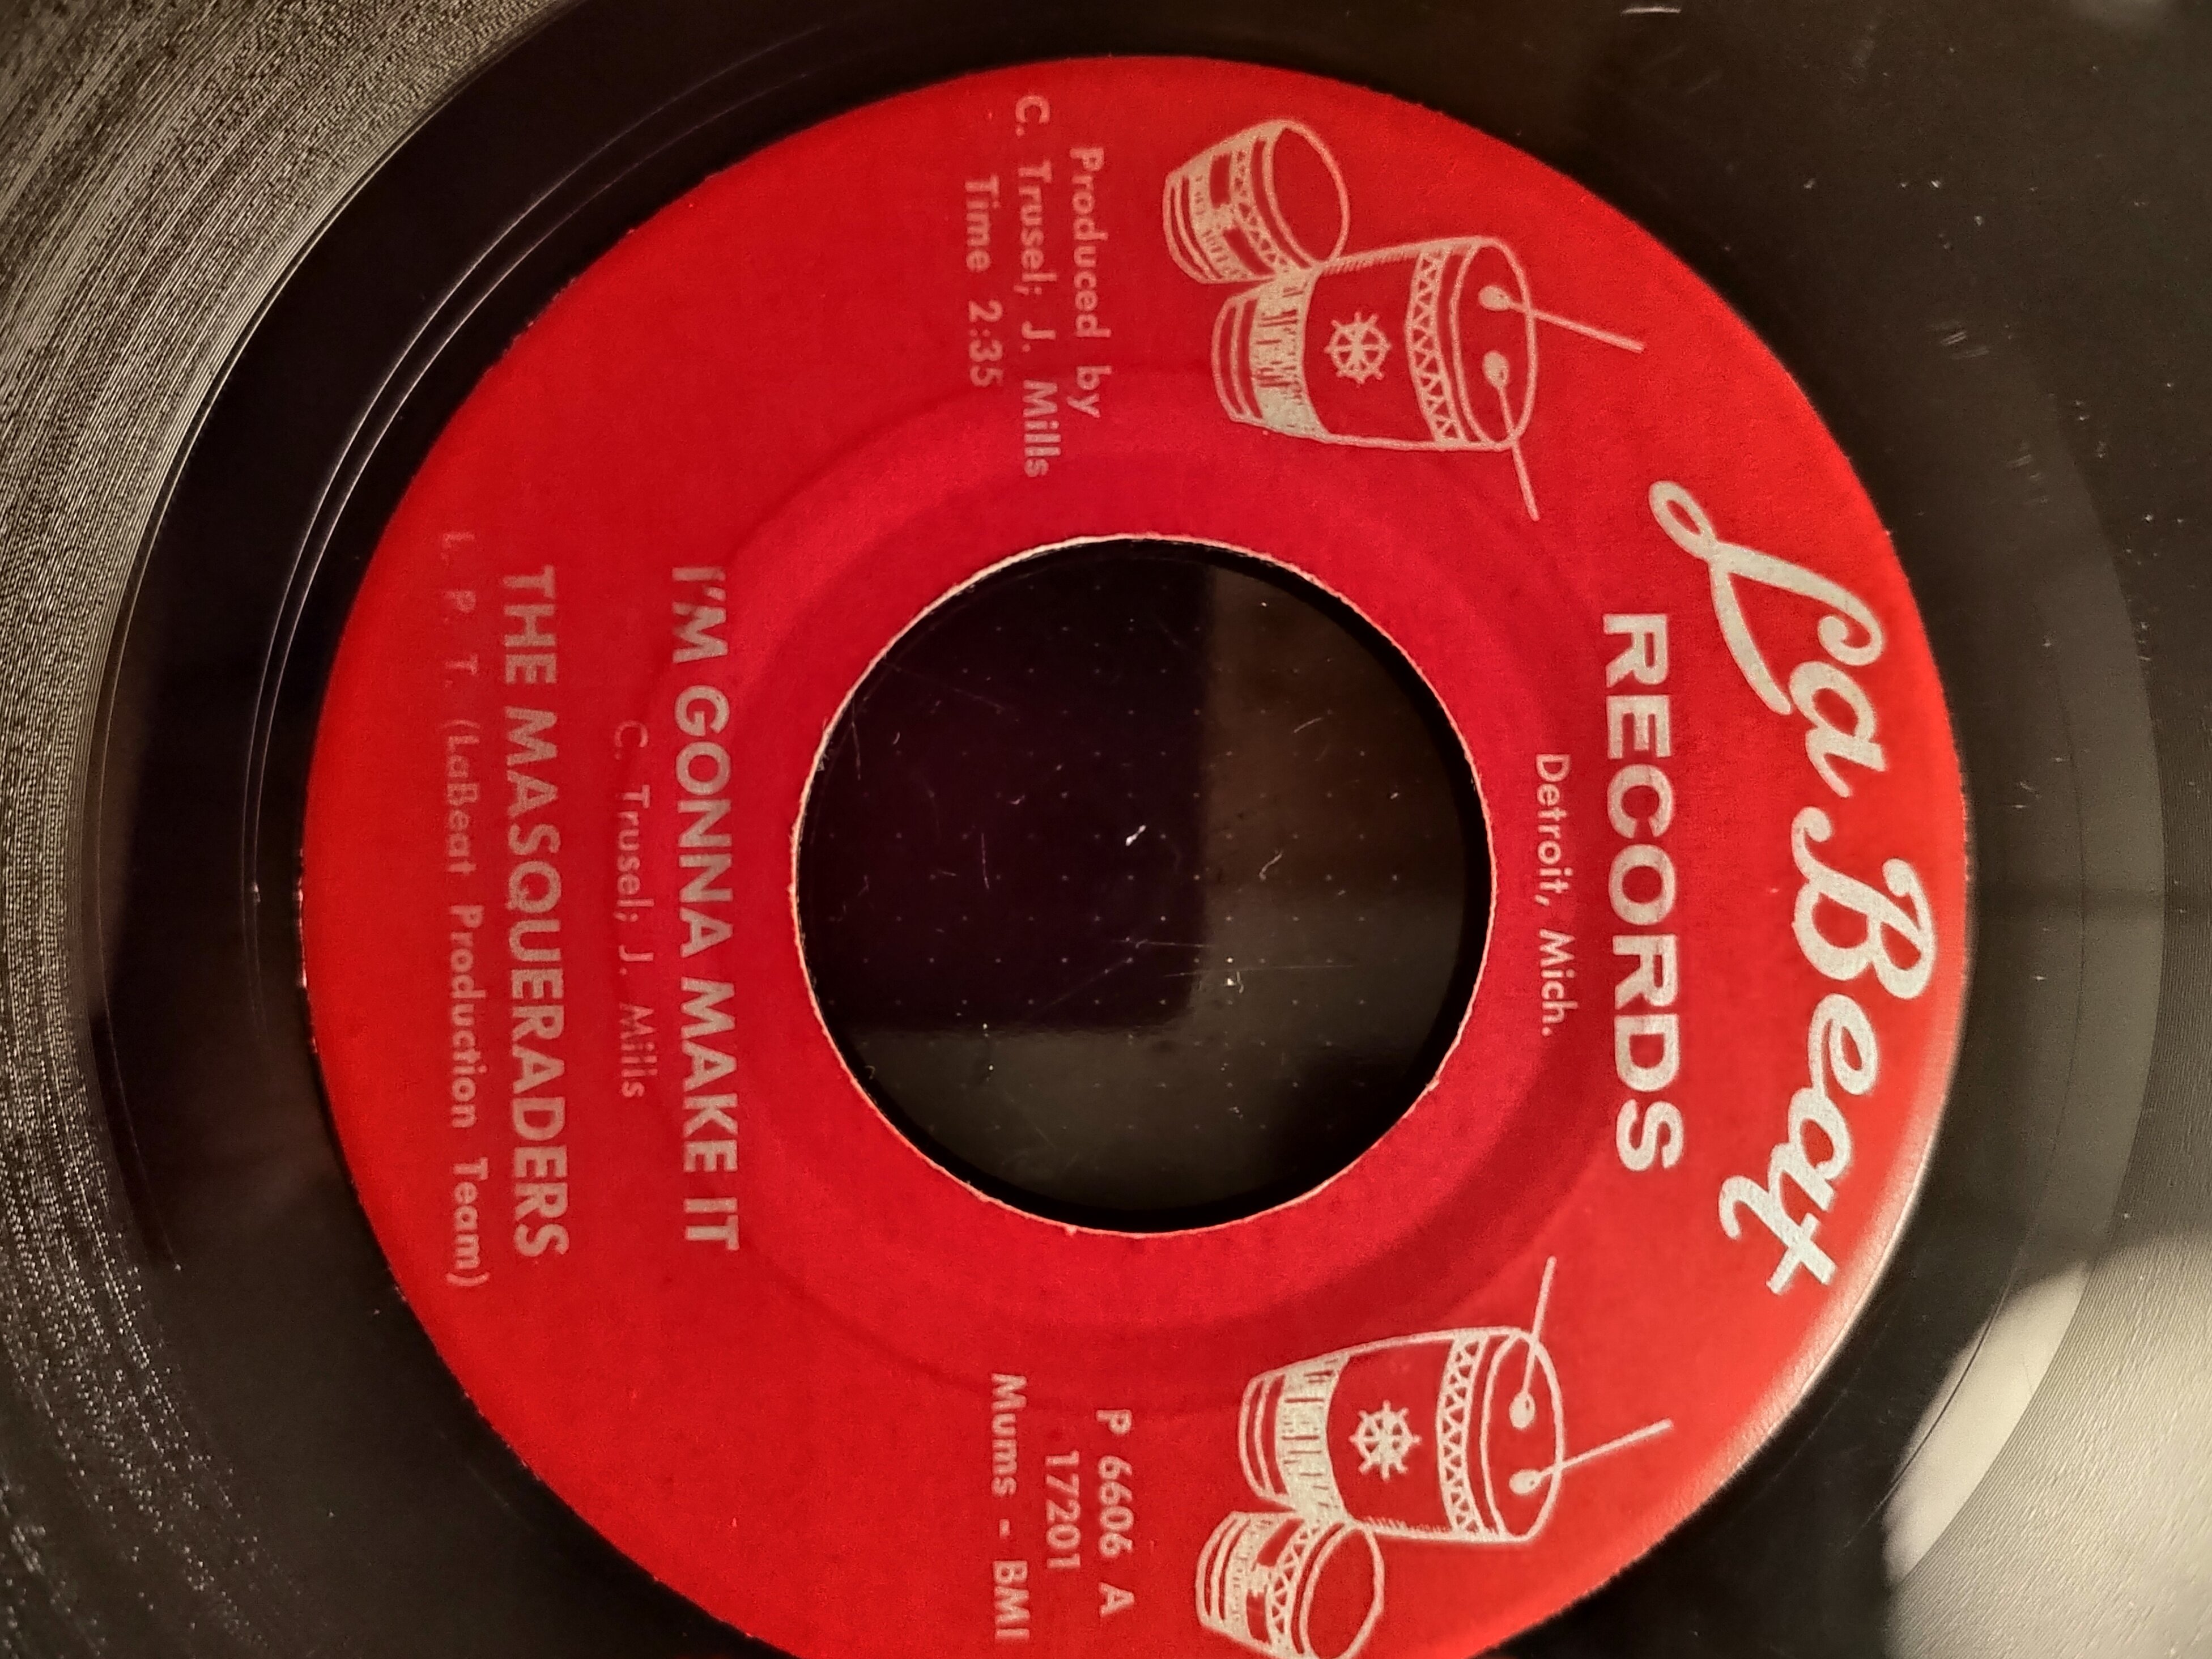 La Beat
RECORDS
Detroit, Mich.
Produced by
C. Trusel; J. Mills
Time 2:35
P 6606 A
17201
Mums - BMI
I'M GONNA MAKE IT
C. Trusel; J. Mills
THE MASQUERADERS
L. P. T. (LaBeat Production Team)